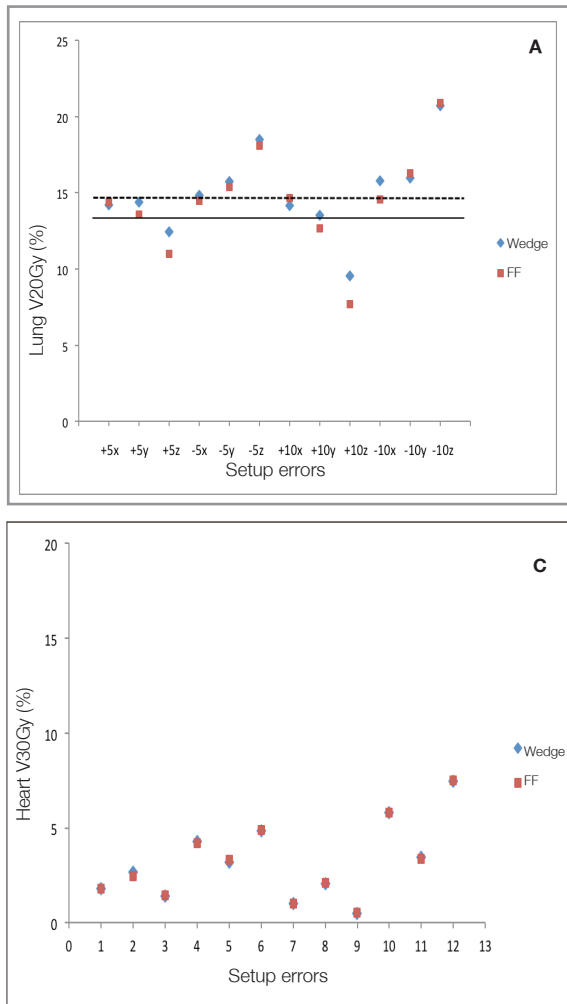 A
25
20
15
10
5
0
Lung V20Gy (%)
Wedge
FF
+5x +5y +5z -5x -5y -5z +10x +10y +10z -10x -10y -10z
Setup errors
C
20
15
10
5
0
Heart V30Gy (%)
Wedge
FF
0 1 2 3 4 5 6 7 8 9 10 11 12 13
Setup errors